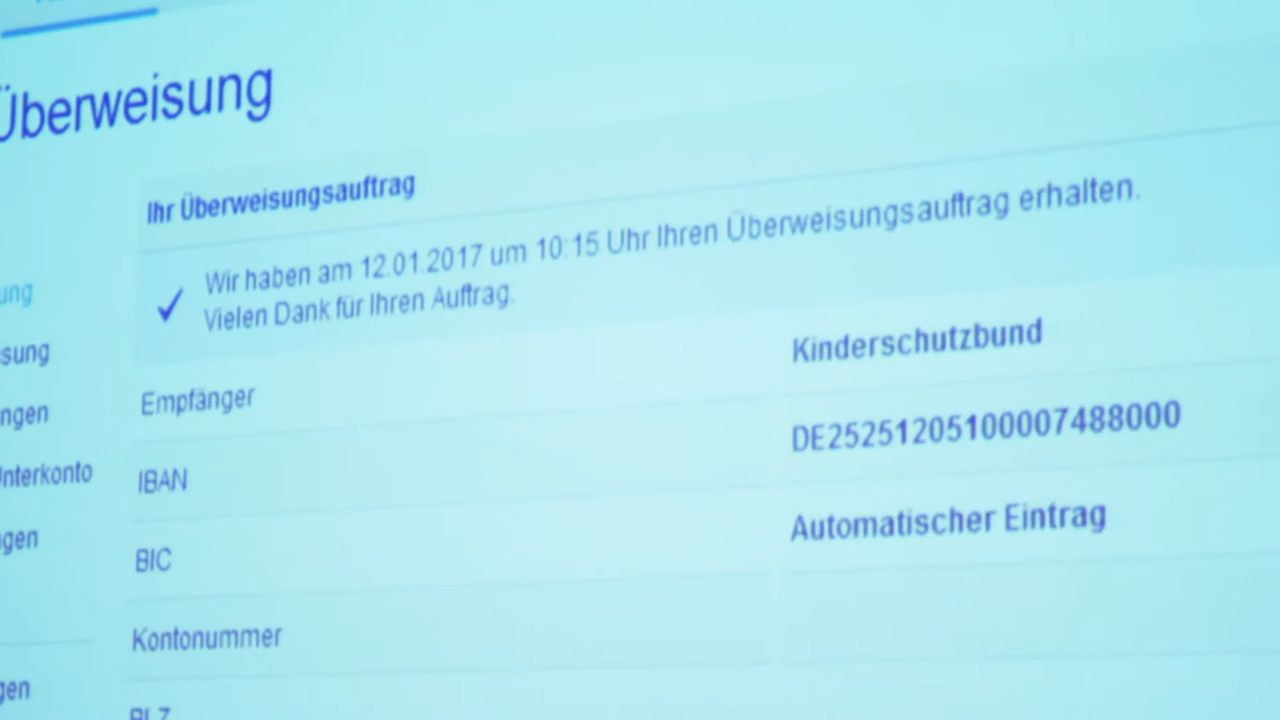 Überweisung
Ihr Überweisungsauftrag
Wir haben am 12.01.2017 um 10:15 Uhr Ihren Überweisungsauftrag erhalten.
Vielen Dank für Ihren Auftrag.
Empfänger
Kinderschutzbund
IBAN
DE25251205100007488000
BIC
Automatischer Eintrag
Kontonummer
BLZ
ung
sung
ngen
Unterkonto
gen
gen